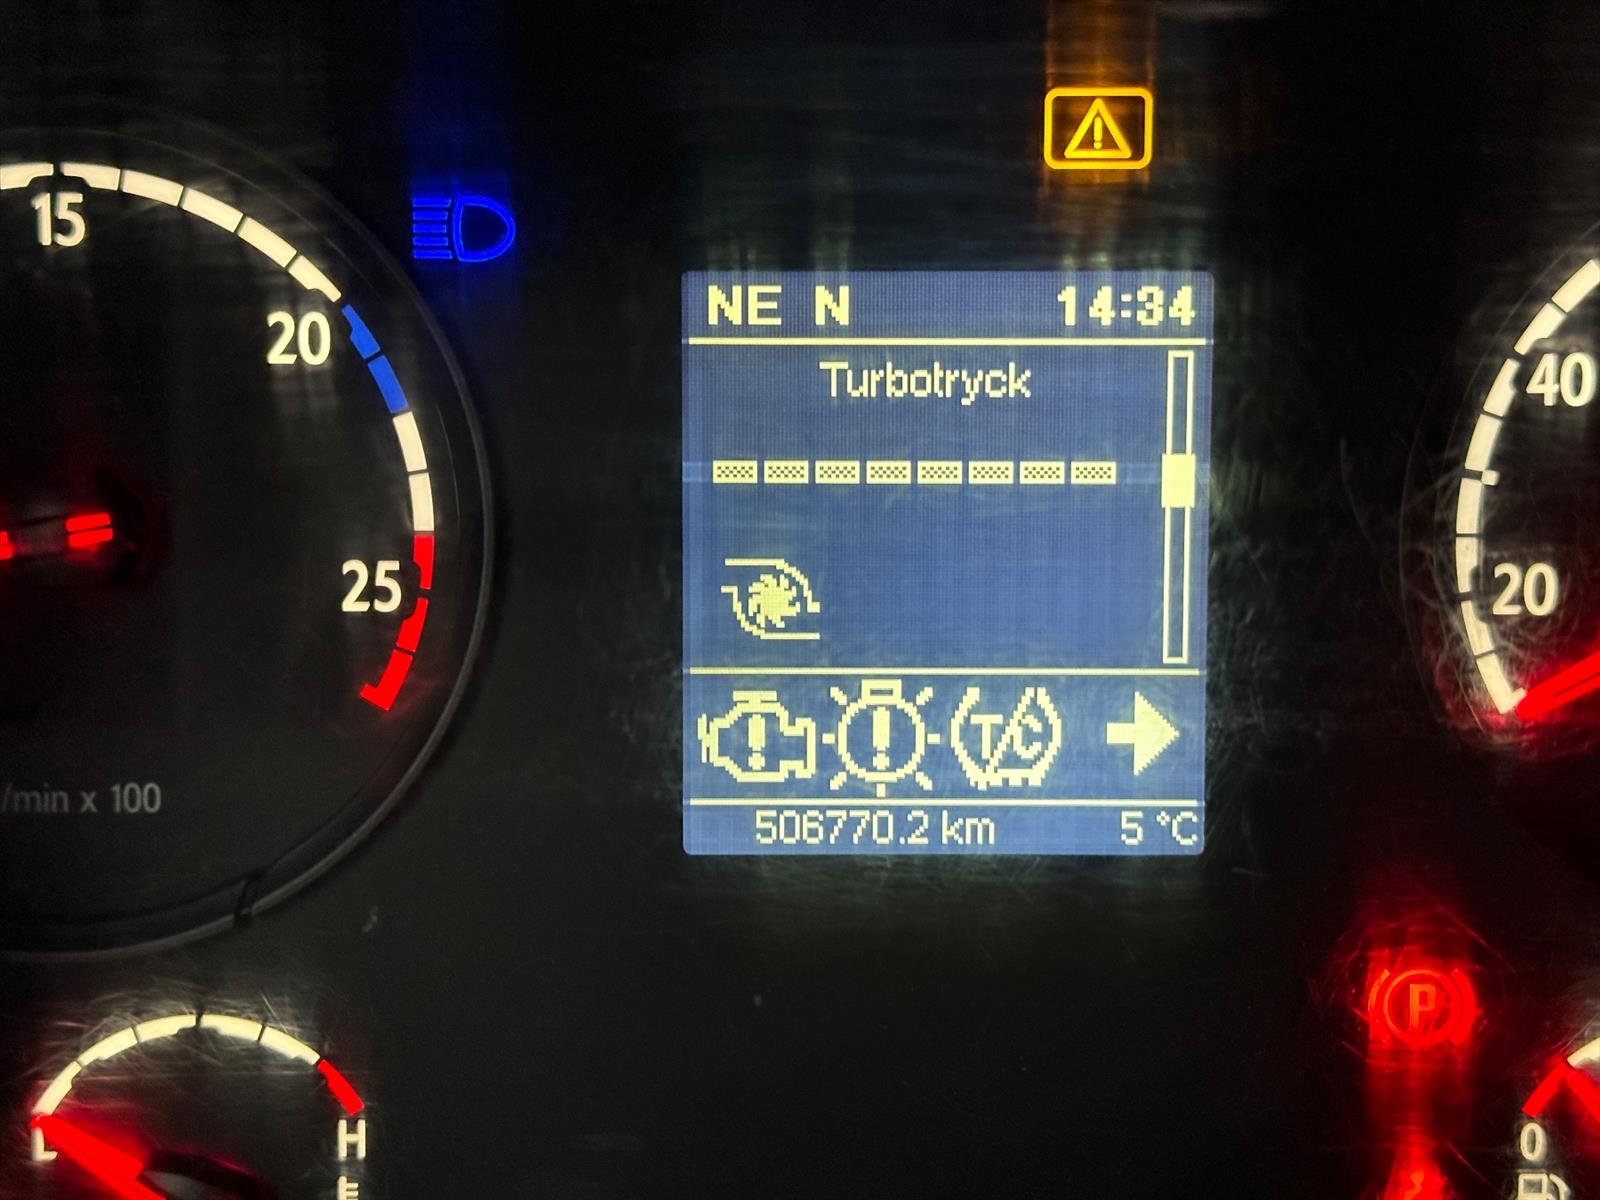 15
20
25
/min x 100
NE N 14:34
Turbotryck
T/C
506770.2 km 5 °C
40
20
P
H
0